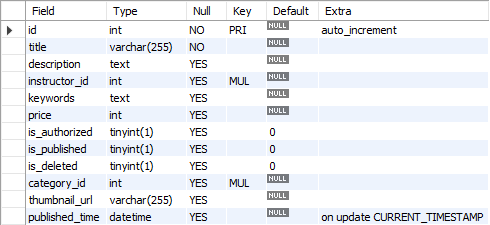 Field Type Null Key Default Extra
id int NO PRI NULL auto_increment
title varchar(255) NO NULL
description text YES NULL
instructor_id int YES MUL NULL
keywords text YES NULL
price int YES NULL
is_authorized tinyint(1) YES 0
is_published tinyint(1) YES 0
is_deleted tinyint(1) YES 0
category_id int YES MUL NULL
thumbnail_url varchar(255) YES NULL
published_time datetime YES NULL on update CURRENT_TIMESTAMP